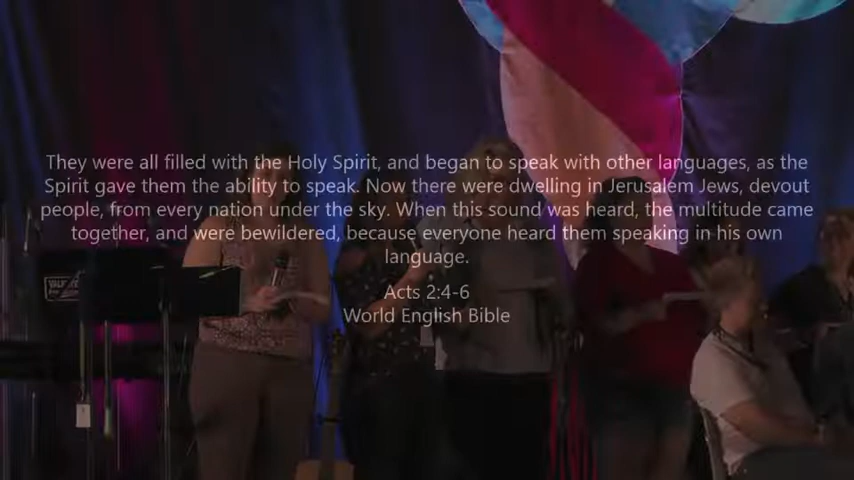 They were all filled with the Holy Spirit, and began to speak with other languages, as the
Spirit gave them the ability to speak. Now there were dwelling in Jerusalem Jews, devout
people, from every nation under the sky. When this sound was heard, the multitude came
together, and were bewildered, because everyone heard them speaking in his own
language.
Acts 2:4-6
World English Bible